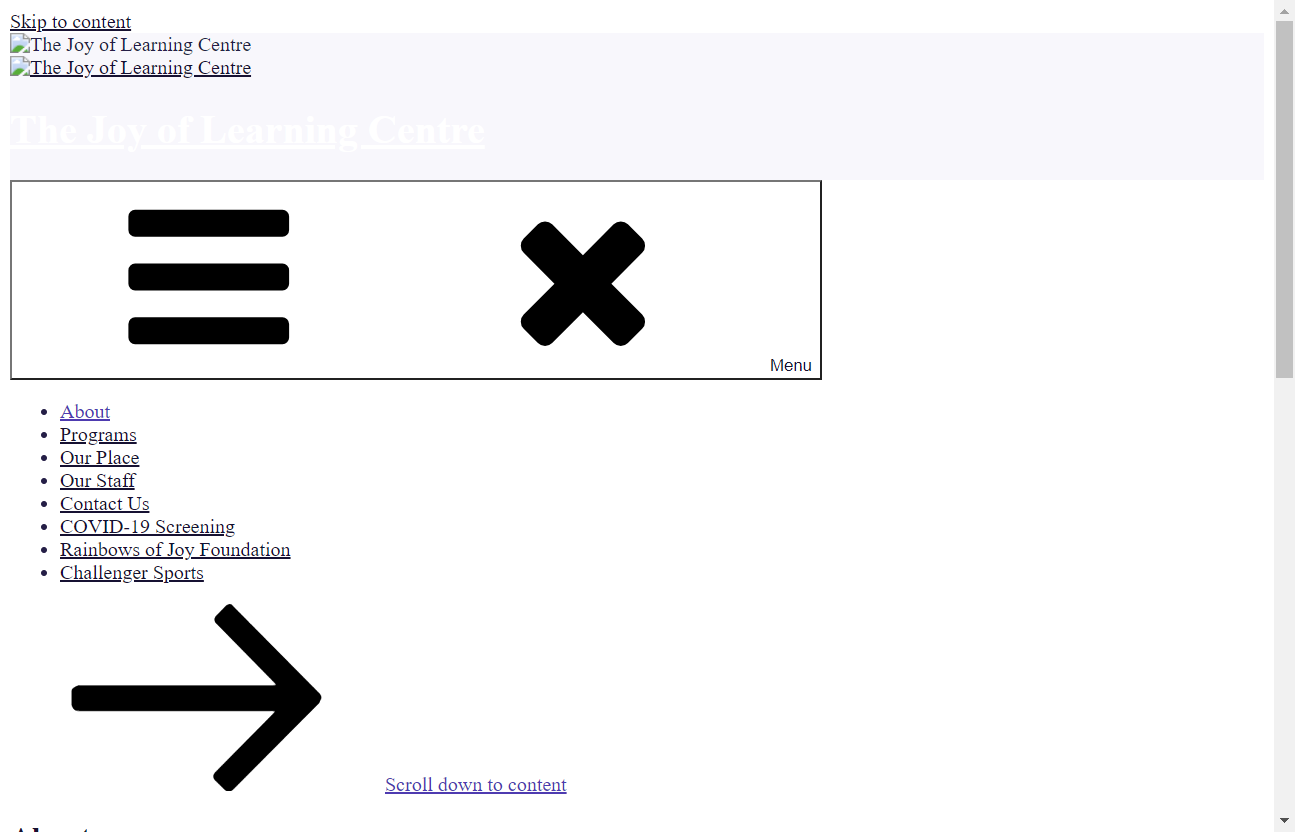 Skip to content
The Joy of Learning Centre
The Joy of Learning Centre
The Joy of Learning Centre
Menu
About
Programs
Our Place
Our Staff
Contact Us
COVID-19 Screening
Rainbows of Joy Foundation
Challenger Sports
Scroll down to content
About